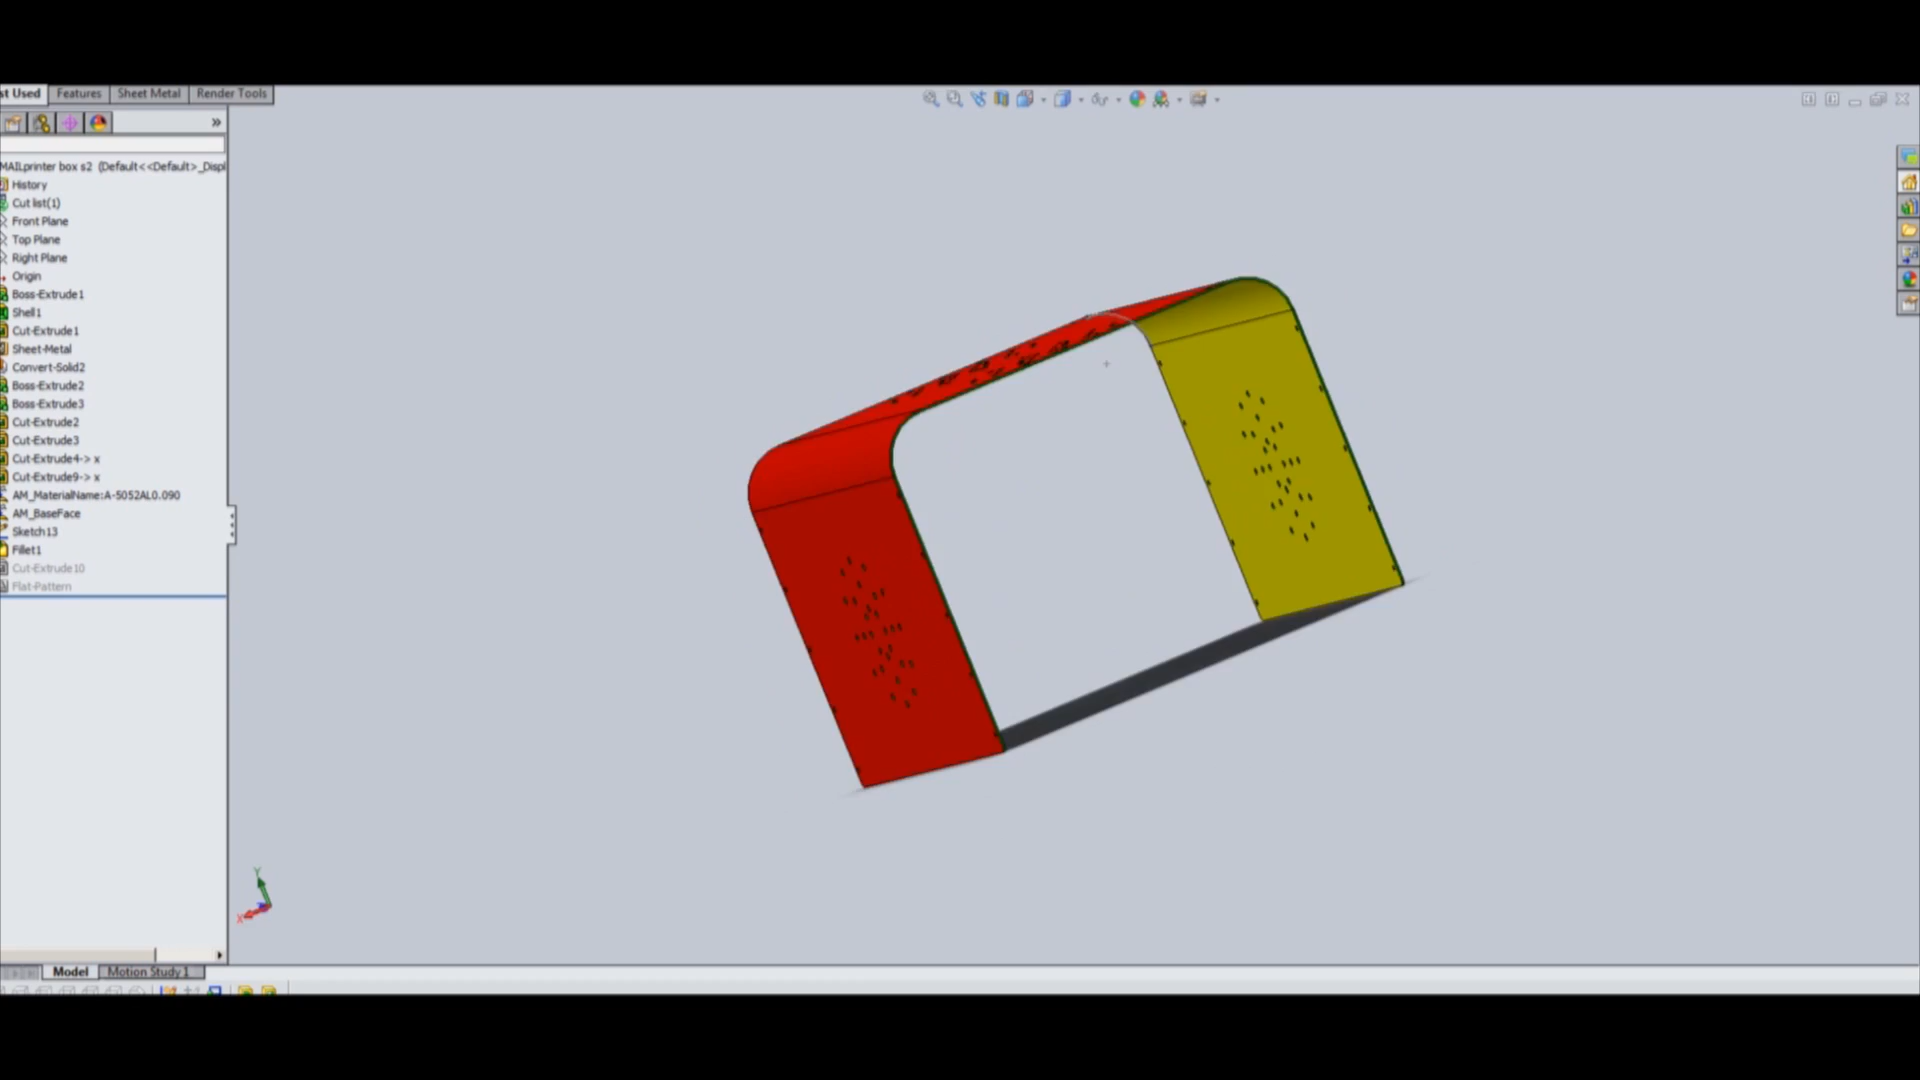 st Used Features Sheet Metal Render Tools
»
MAILprinter box s2 (Default<<Default>_Displ
History
Cut list(1)
Front Plane
Top Plane
Right Plane
Origin
Boss-Extrude1
Shell1
Cut-Extrude1
Sheet-Metal
Convert-Solid2
Boss-Extrude2
Boss-Extrude3
Cut-Extrude2
Cut-Extrude3
Cut-Extrude4-> x
Cut-Extrude9-> x
AM_MaterialName:A-5052AL0.090
AM_BaseFace
Sketch13
Fillet1
Cut-Extrude10
Flat-Pattern
Y
X
Model Motion Study 1